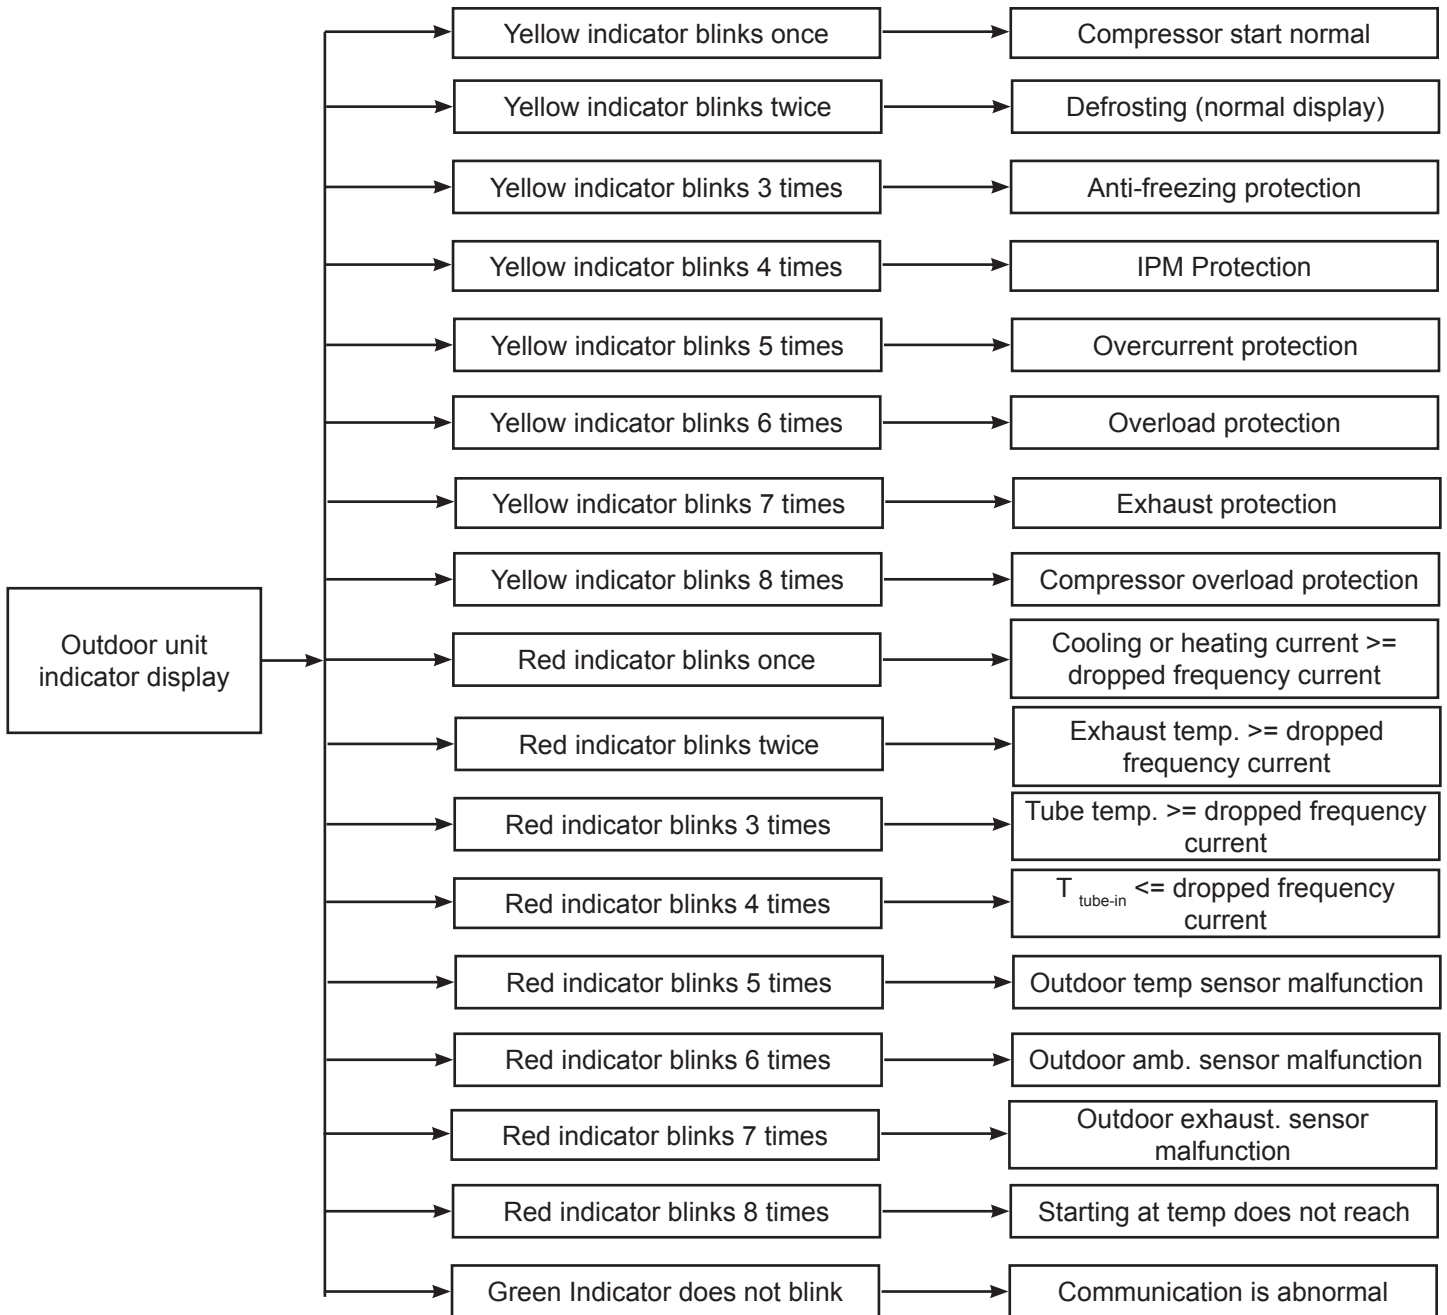 Yellow indicator blinks once
Compressor start normal
Yellow indicator blinks twice
Defrosting (normal display)
Yellow indicator blinks 3 times
Anti-freezing protection
Yellow indicator blinks 4 times
IPM Protection
Yellow indicator blinks 5 times
Overcurrent protection
Yellow indicator blinks 6 times
Overload protection
Yellow indicator blinks 7 times
Exhaust protection
Yellow indicator blinks 8 times
Compressor overload protection
Outdoor unit
indicator display
Red indicator blinks once
Cooling or heating current >=
dropped frequency current
Red indicator blinks twice
Exhaust temp. >= dropped
frequency current
Red indicator blinks 3 times
Tube temp. >= dropped frequency
current
Red indicator blinks 4 times
T tube-in <= dropped frequency
current
Red indicator blinks 5 times
Outdoor temp sensor malfunction
Red indicator blinks 6 times
Outdoor amb. sensor malfunction
Red indicator blinks 7 times
Outdoor exhaust. sensor
malfunction
Red indicator blinks 8 times
Starting at temp does not reach
Green Indicator does not blink
Communication is abnormal